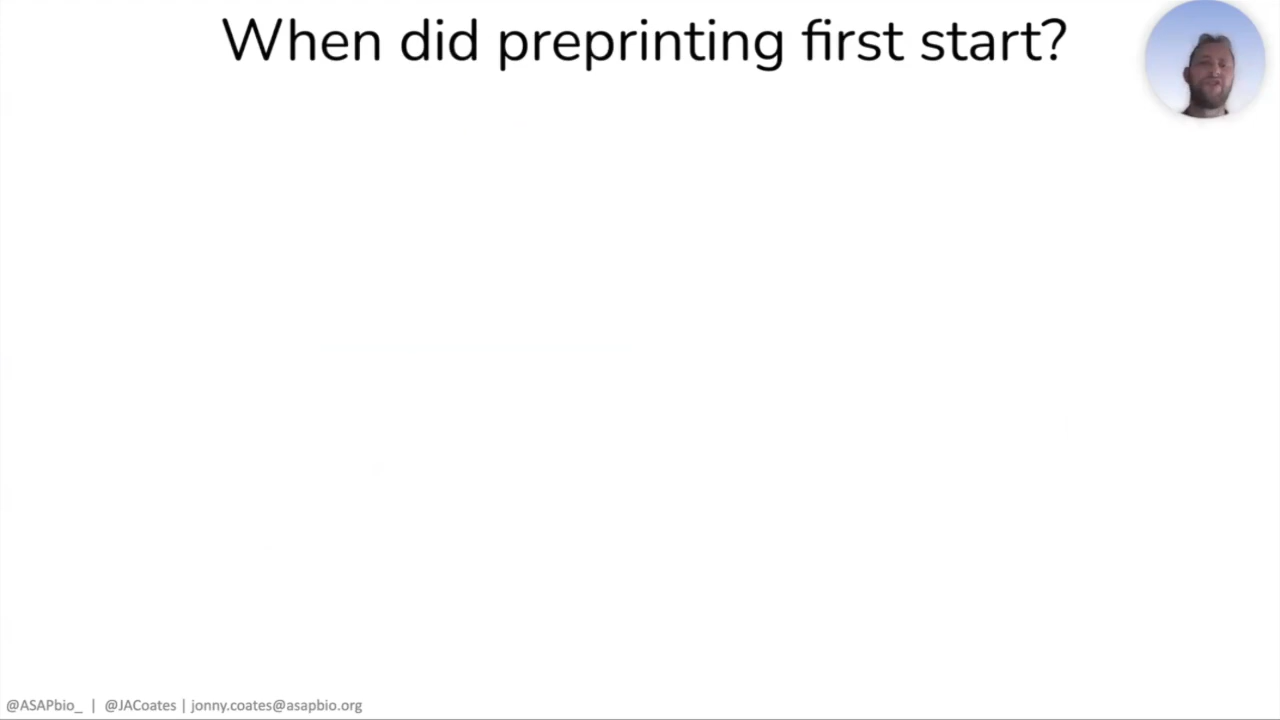 When did preprinting first start?
@ASAPbio_ | @JACoates | jonny.coates@asapbio.org